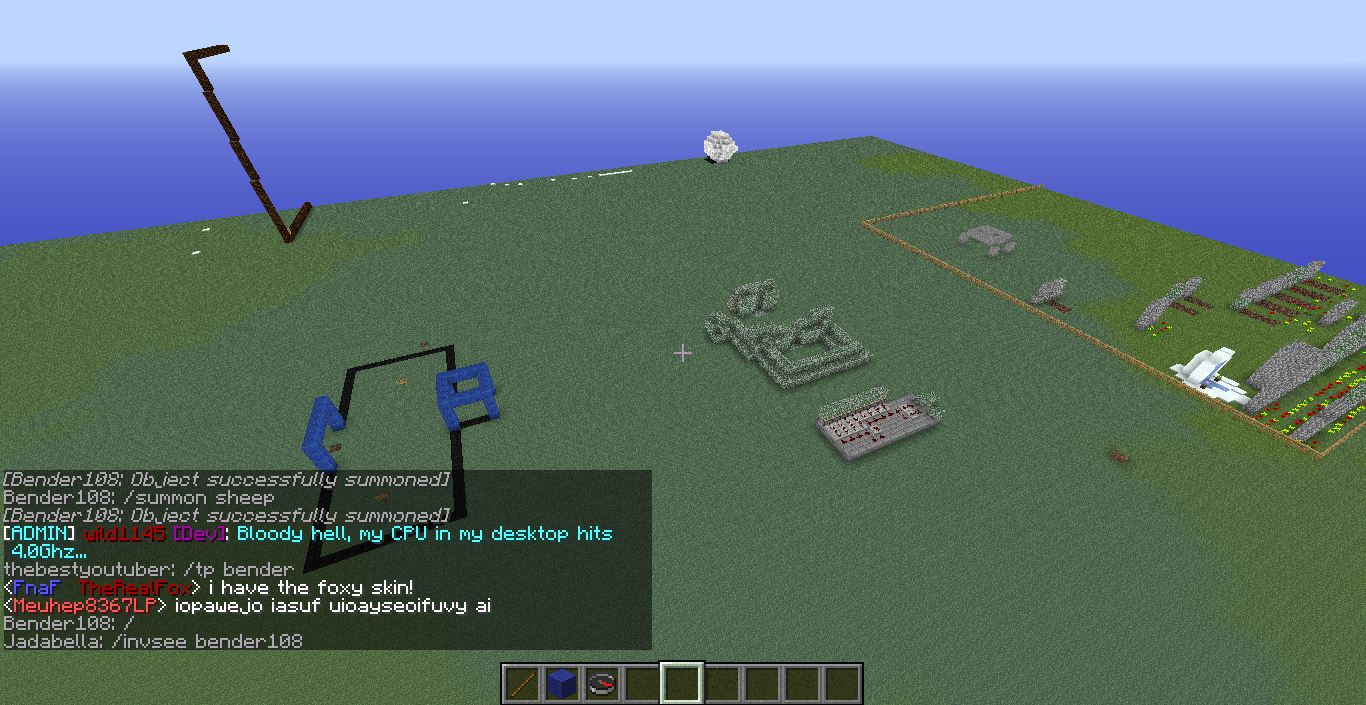 [Bender108: Object successfully summoned]
Bender108: /summon sheep
[Bender108: Object successfully summoned]
[ADMIN] wild1145 [Dev]: Bloody hell, my CPU in my desktop hits
4.0Ghz...
thebestyoutuber: /tp bender
<FnaF TheRealFox> i have the foxy skin!
<Meuhep8367LP> iopawejo iasuf uioayseoifuvy ai
Bender108: /
Jadabella: /invsee bender108